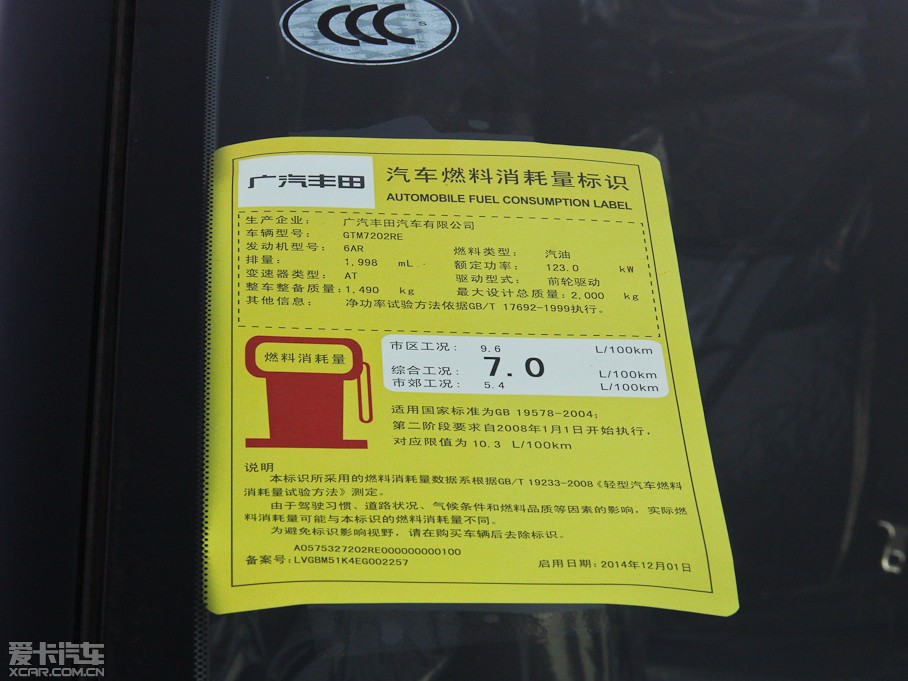 CCC S
广汽丰田
汽车燃料消耗量标识
AUTOMOBILE FUEL CONSUMPTION LABEL
生产企业： 广汽丰田汽车有限公司
车辆型号： GTM7202RE
发动机型号： 6AR 燃料类型： 汽油
排量： 1,998 mL 额定功率： 123.0 kW
变速器类型： AT 驱动型式： 前轮驱动
整车整备质量：1,490 kg 最大设计总质量：2,000 kg
其他信息： 净功率试验方法依据GB/T 17692-1999执行。
燃料消耗量
市区工况： 9.6 L/100km
综合工况： 7.0 L/100km
市郊工况： 5.4 L/100km
适用国家标准为GB 19578-2004；
第二阶段要求自2008年1月1日开始执行，
对应限值为 10.3 L/100km
说明
本标识所采用的燃料消耗量数据系根据GB/T 19233-2008《轻型汽车燃料
消耗量试验方法》测定。
由于驾驶习惯、道路状况、气候条件和燃料品质等因素的影响，实际燃
料消耗量可能与本标识的燃料消耗量不同。
为避免标识影响视野，请在购买车辆后去除标识。
A0575327202RE000000000100
备案号：LVGBM51K4EG002257 启用日期：2014年12月01日
爱卡汽车
XCAR.COM.CN